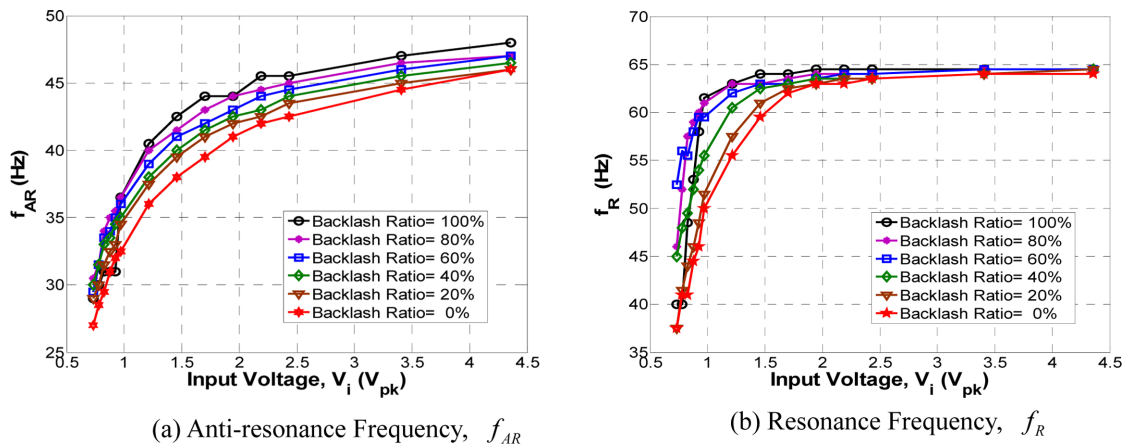 50
45
40
35
30
25
f_AR (Hz)
0.5 1 1.5 2 2.5 3 3.5 4 4.5
Input Voltage, V_i (V_pk)
Backlash Ratio= 100%
Backlash Ratio= 80%
Backlash Ratio= 60%
Backlash Ratio= 40%
Backlash Ratio= 20%
Backlash Ratio= 0%
(a) Anti-resonance Frequency, f_AR
70
65
60
55
50
45
40
35
f_R (Hz)
0.5 1 1.5 2 2.5 3 3.5 4 4.5
Input Voltage, V_i (V_pk)
Backlash Ratio= 100%
Backlash Ratio= 80%
Backlash Ratio= 60%
Backlash Ratio= 40%
Backlash Ratio= 20%
Backlash Ratio= 0%
(b) Resonance Frequency, f_R